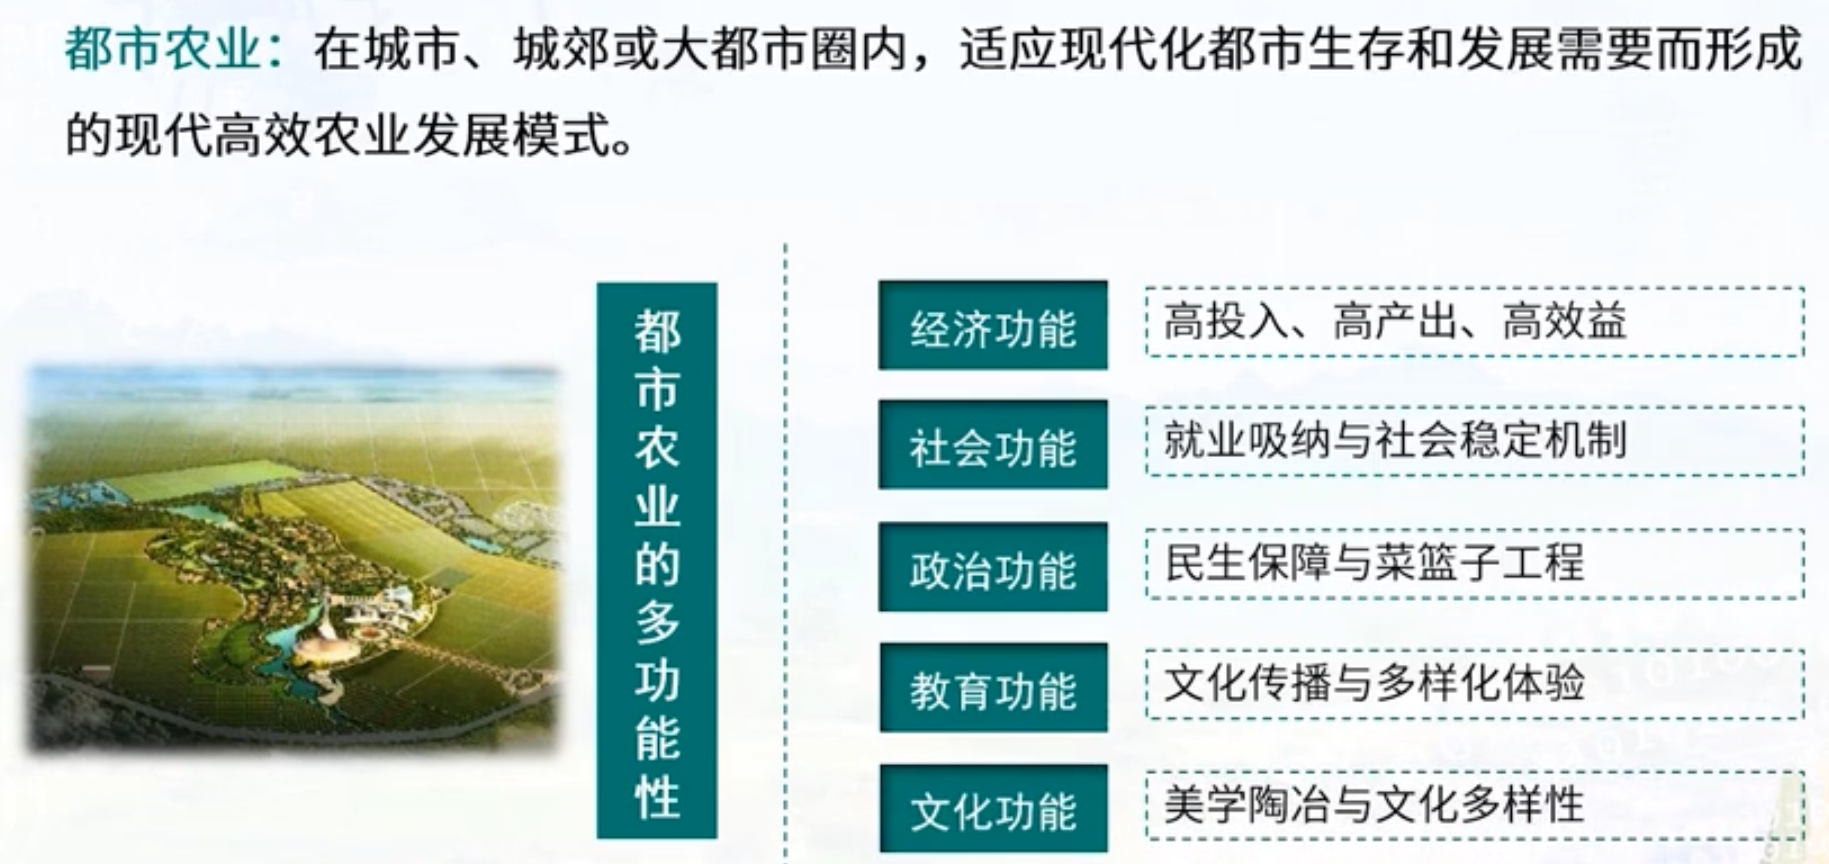 都市农业：在城市、城郊或大都市圈内，适应现代化都市生存和发展需要而形成
的现代高效农业发展模式。
都市农业的多功能性
经济功能
高投入、高产出、高效益
社会功能
就业吸纳与社会稳定机制
政治功能
民生保障与菜篮子工程
教育功能
文化传播与多样化体验
文化功能
美学陶冶与文化多样性